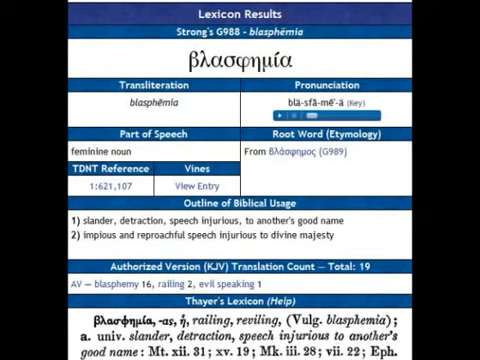 Lexicon Results
Strong's G988 - blasphēmia
βλασφημία
Transliteration
Pronunciation
blasphēmia
blä-sfā-mē'-ä (Key)
Part of Speech
Root Word (Etymology)
feminine noun
From βλάσφημος (G989)
TDNT Reference
Vines
1:621,107
View Entry
Outline of Biblical Usage
1) slander, detraction, speech injurious, to another's good name
2) impious and reproachful speech injurious to divine majesty
Authorized Version (KJV) Translation Count — Total: 19
AV — blasphemy 16, railing 2, evil speaking 1
Thayer's Lexicon (Help)
βλασφημία, -ας, ἡ, railing, reviling, (Vulg. blasphemia);
a. univ. slander, detraction, speech injurious to another's
good name: Mt. xii. 31; xv. 19; Mk. iii. 28; vii. 22; Eph.